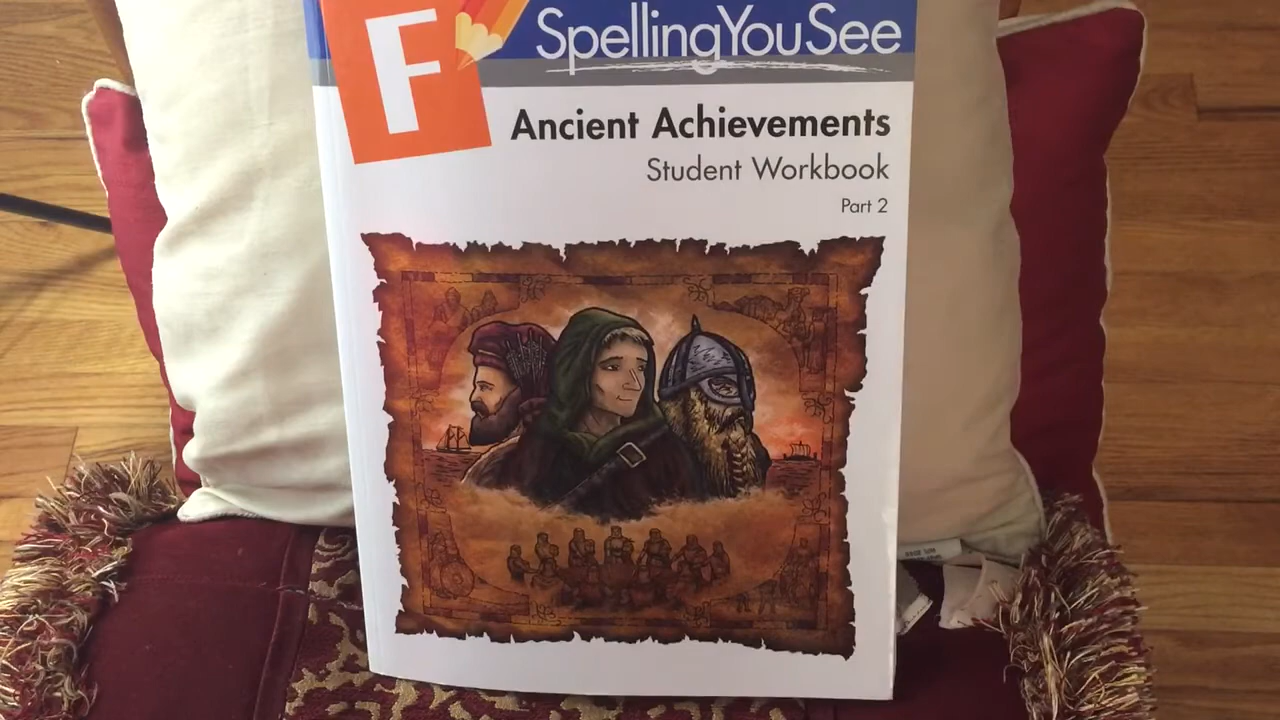 F
SpellingYouSee
Ancient Achievements
Student Workbook
Part 2